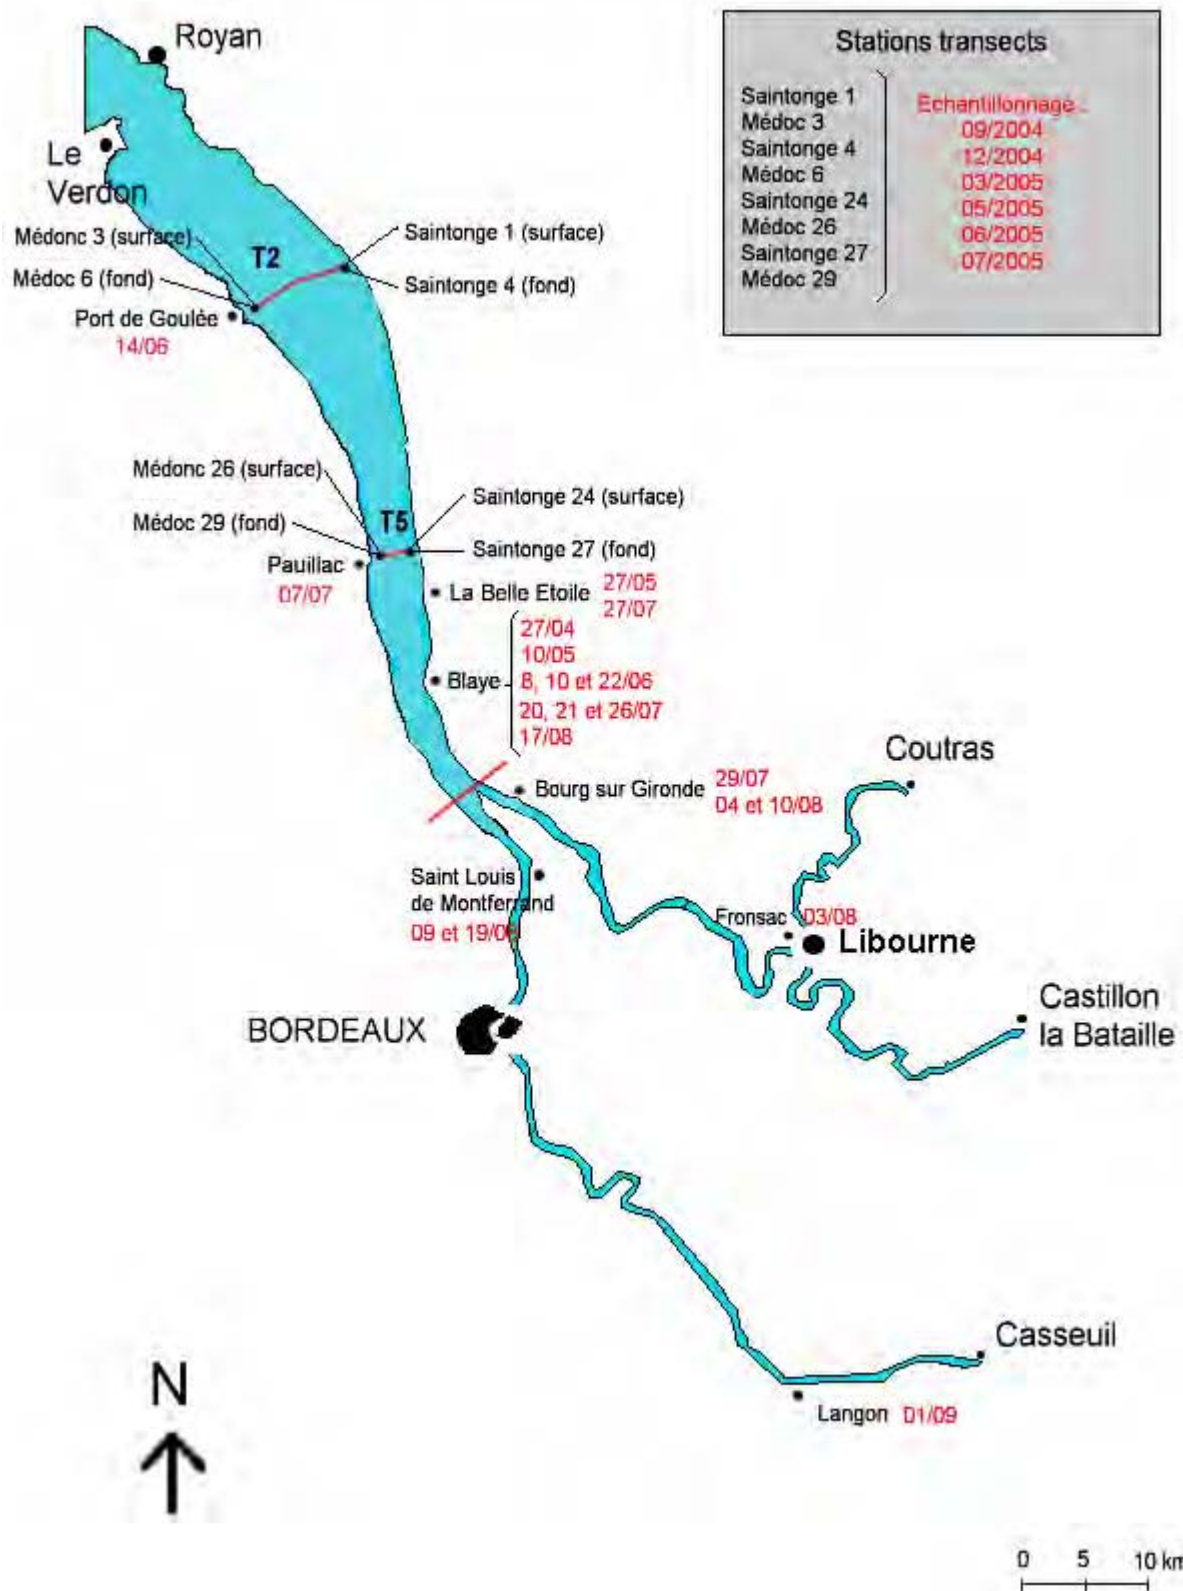 Royan
Le
Verdon
Stations transects
Saintonge 1
Médoc 3
Saintonge 4
Médoc 6
Saintonge 24
Médoc 26
Saintonge 27
Médoc 29
Echantillonnage :
09/2004
12/2004
03/2005
05/2005
06/2005
07/2005
Médonc 3 (surface)
T2
Saintonge 1 (surface)
Médoc 6 (fond)
Saintonge 4 (fond)
Port de Goulée
14/06
Médonc 26 (surface)
Saintonge 24 (surface)
Médoc 29 (fond)
T5
Saintonge 27 (fond)
Pauillac
07/07
La Belle Etoile
27/05
27/07
Blaye
27/04
10/05
8, 10 et 22/06
20, 21 et 26/07
17/08
Bourg sur Gironde
29/07
04 et 10/08
Coutras
Saint Louis
de Montferrand
09 et 19/08
Fronsac
03/08
Libourne
Castillon
la Bataille
BORDEAUX
Casseuil
Langon 01/09
N
0 5 10 km